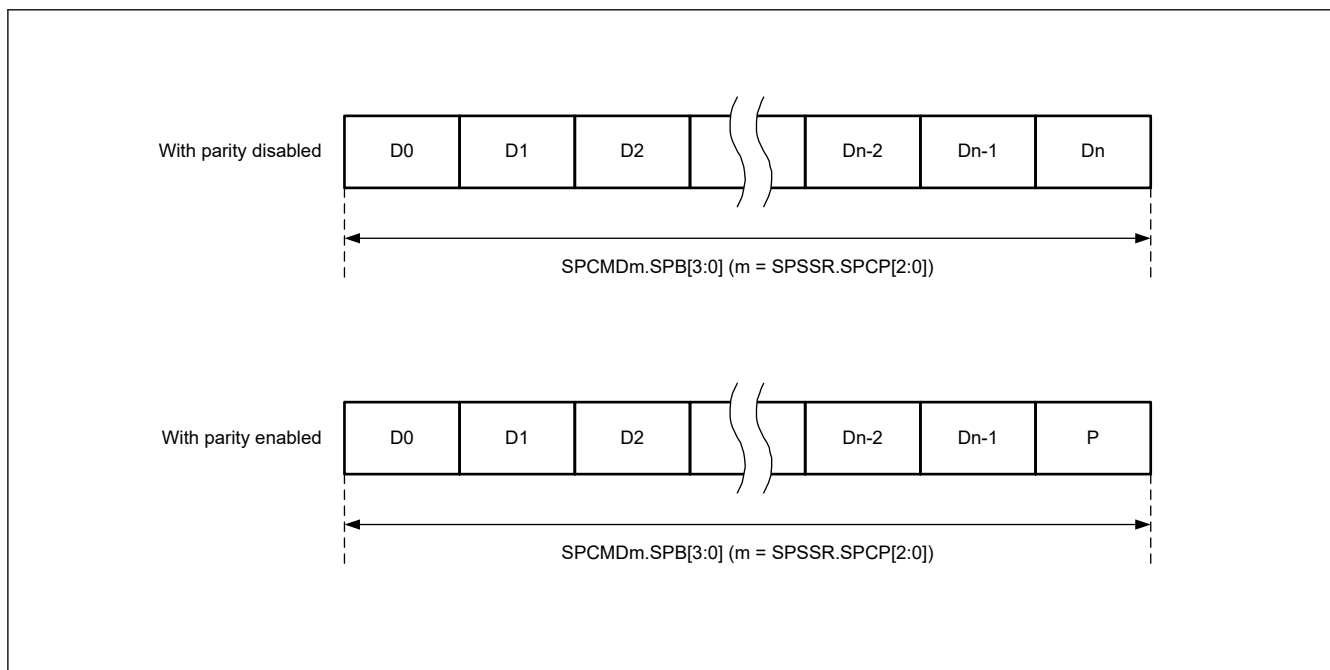 With parity disabled D0 D1 D2 Dn-2 Dn-1 Dn
SPCMDm.SPB[3:0] (m = SPSSR.SPCP[2:0])
With parity enabled D0 D1 D2 Dn-2 Dn-1 P
SPCMDm.SPB[3:0] (m = SPSSR.SPCP[2:0])